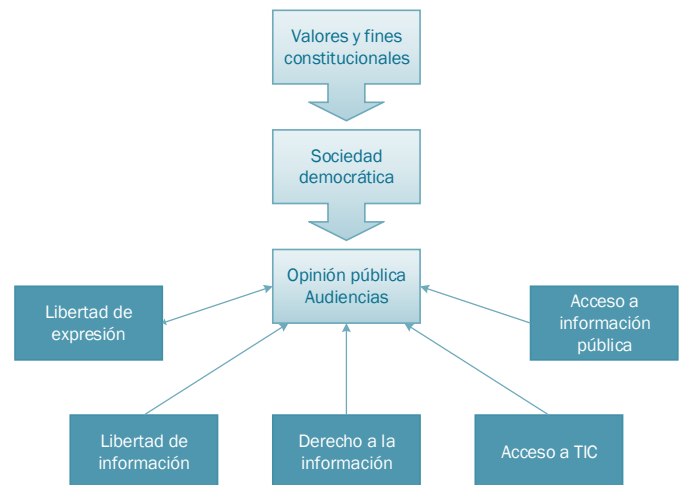 Valores y fines
constitucionales
Sociedad
democrática
Opinión pública
Audiencias
Libertad de
expresión
Acceso a
información
pública
Libertad de
información
Derecho a la
información
Acceso a TIC